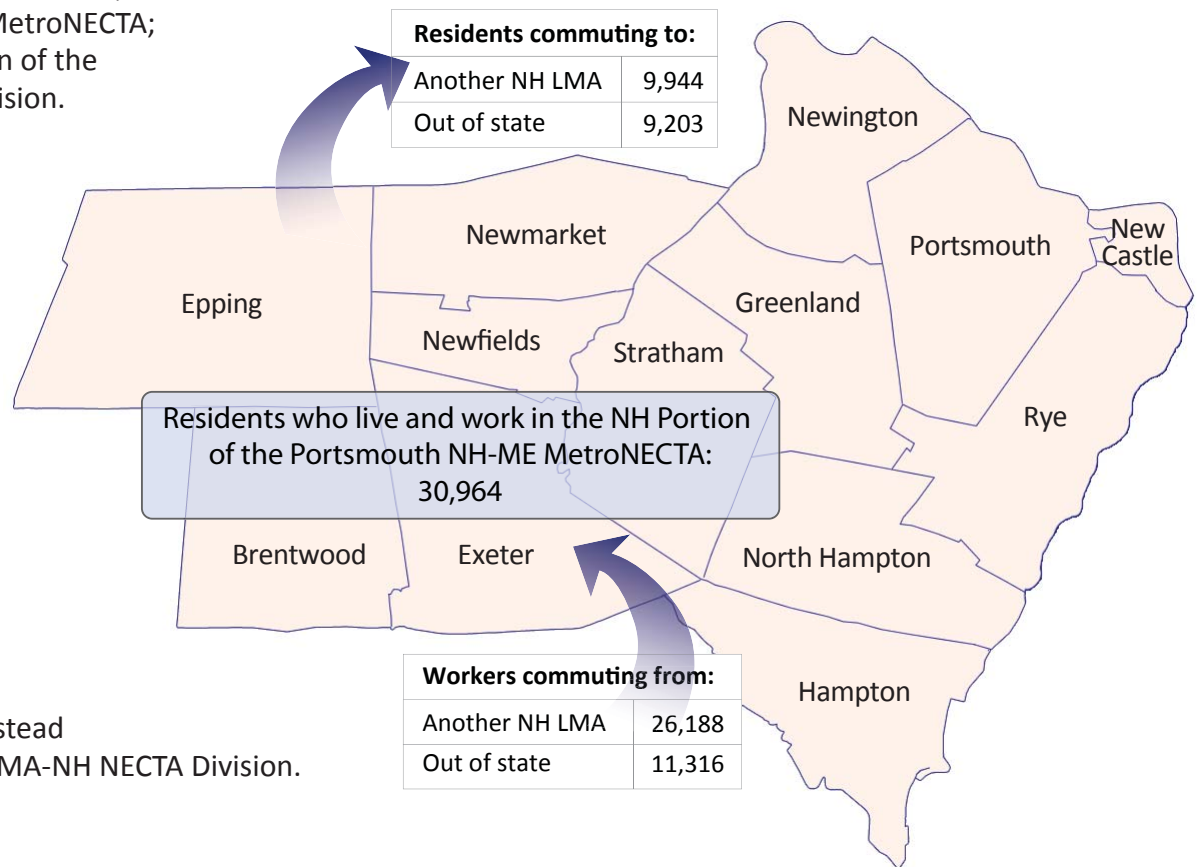 MetroNECTA;
n of the
ision.
Residents commuting to:
Another NH LMA 9,944
Out of state 9,203
Newington
Newmarket
Portsmouth
New
Castle
Epping
Greenland
Newfields
Stratham
Rye
Residents who live and work in the NH Portion
of the Portsmouth NH-ME MetroNECTA:
30,964
Brentwood
Exeter
North Hampton
Workers commuting from:
Another NH LMA 26,188
Out of state 11,316
Hampton
stead
MA-NH NECTA Division.